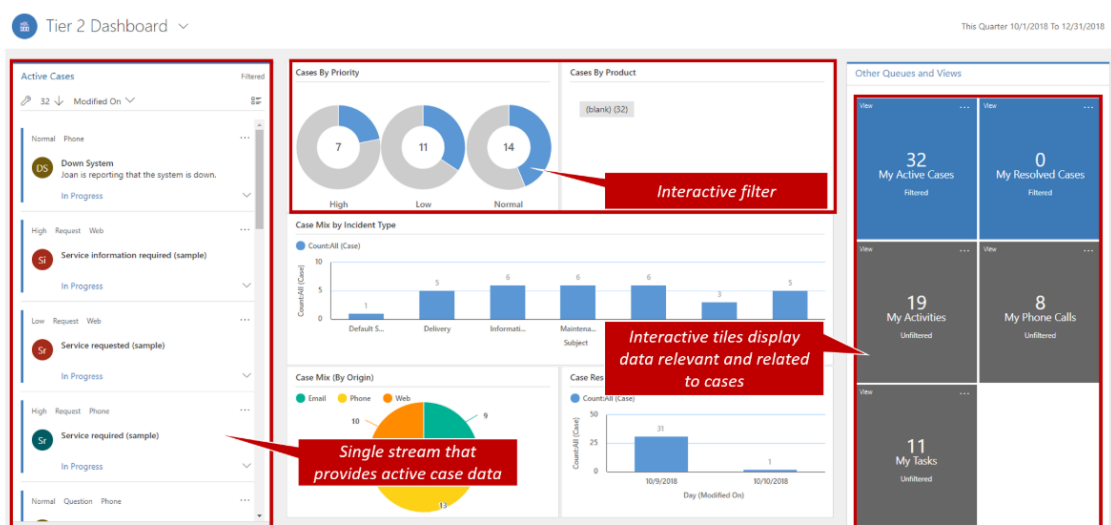 Tier 2 Dashboard
This Quarter 10/1/2018 To 12/31/2018
Active Cases
Filtered
32
Modified On
Normal Phone
DS
Down System
Joan is reporting that the system is down.
In Progress
High Request Web
Si
Service information required (sample)
In Progress
Low Request Web
Sr
Service requested (sample)
In Progress
High Request Phone
Sr
Service required (sample)
In Progress
Normal Question Phone
Single stream that
provides active case data
Cases By Priority
7
11
14
High
Low
Normal
Cases By Product
(blank) (32)
Interactive filter
Case Mix by Incident Type
Count:All (Case)
Count:All (Case)
10
5
0
1
5
6
6
6
3
5
Default S...
Delivery
Informati...
Maintena...
Subject
Interactive tiles display
data relevant and related
to cases
Case Mix (By Origin)
Email
Phone
Web
10
9
13
Case Res
Count:All (Case)
Count:All (Case)
50
25
0
31
1
10/9/2018
10/10/2018
Day (Modified On)
Other Queues and Views
View
32
My Active Cases
Filtered
View
0
My Resolved Cases
Filtered
View
19
My Activities
Unfiltered
View
8
My Phone Calls
Unfiltered
View
11
My Tasks
Unfiltered